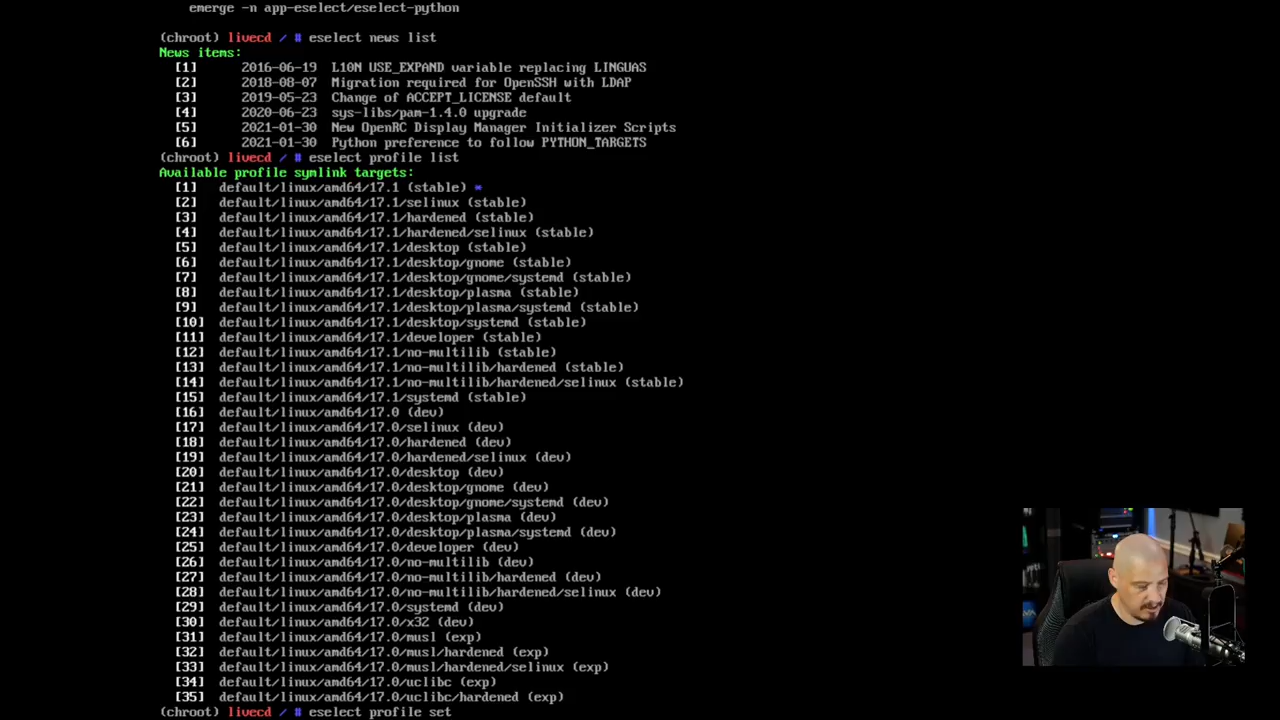 emerge -n app-eselect/eselect-python
(chroot) livecd / # eselect news list
News items:
[1] 2016-06-19 L10N USE_EXPAND variable replacing LINGUAS
[2] 2018-08-07 Migration required for OpenSSH with LDAP
[3] 2019-05-23 Change of ACCEPT_LICENSE default
[4] 2020-06-23 sys-libs/pam-1.4.0 upgrade
[5] 2021-01-30 New OpenRC Display Manager Initializer Scripts
[6] 2021-01-30 Python preference to follow PYTHON_TARGETS
(chroot) livecd / # eselect profile list
Available profile symlink targets:
[1] default/linux/amd64/17.1 (stable) *
[2] default/linux/amd64/17.1/selinux (stable)
[3] default/linux/amd64/17.1/hardened (stable)
[4] default/linux/amd64/17.1/hardened/selinux (stable)
[5] default/linux/amd64/17.1/desktop (stable)
[6] default/linux/amd64/17.1/desktop/gnome (stable)
[7] default/linux/amd64/17.1/desktop/gnome/systemd (stable)
[8] default/linux/amd64/17.1/desktop/plasma (stable)
[9] default/linux/amd64/17.1/desktop/plasma/systemd (stable)
[10] default/linux/amd64/17.1/desktop/systemd (stable)
[11] default/linux/amd64/17.1/developer (stable)
[12] default/linux/amd64/17.1/no-multilib (stable)
[13] default/linux/amd64/17.1/no-multilib/hardened (stable)
[14] default/linux/amd64/17.1/no-multilib/hardened/selinux (stable)
[15] default/linux/amd64/17.1/systemd (stable)
[16] default/linux/amd64/17.0 (dev)
[17] default/linux/amd64/17.0/selinux (dev)
[18] default/linux/amd64/17.0/hardened (dev)
[19] default/linux/amd64/17.0/hardened/selinux (dev)
[20] default/linux/amd64/17.0/desktop (dev)
[21] default/linux/amd64/17.0/desktop/gnome (dev)
[22] default/linux/amd64/17.0/desktop/gnome/systemd (dev)
[23] default/linux/amd64/17.0/desktop/plasma (dev)
[24] default/linux/amd64/17.0/desktop/plasma/systemd (dev)
[25] default/linux/amd64/17.0/developer (dev)
[26] default/linux/amd64/17.0/no-multilib (dev)
[27] default/linux/amd64/17.0/no-multilib/hardened (dev)
[28] default/linux/amd64/17.0/no-multilib/hardened/selinux (dev)
[29] default/linux/amd64/17.0/systemd (dev)
[30] default/linux/amd64/17.0/x32 (dev)
[31] default/linux/amd64/17.0/musl (exp)
[32] default/linux/amd64/17.0/musl/hardened (exp)
[33] default/linux/amd64/17.0/musl/hardened/selinux (exp)
[34] default/linux/amd64/17.0/uclibc (exp)
[35] default/linux/amd64/17.0/uclibc/hardened (exp)
(chroot) livecd / # eselect profile set